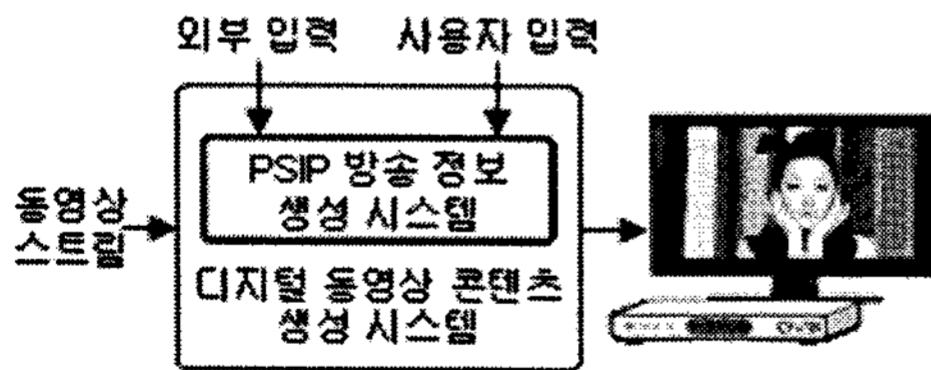 외부 입력 사용자 입력
PSIP 방송 정보
생성 시스템
동영상
스트림
디지털 동영상 콘텐츠
생성 시스템